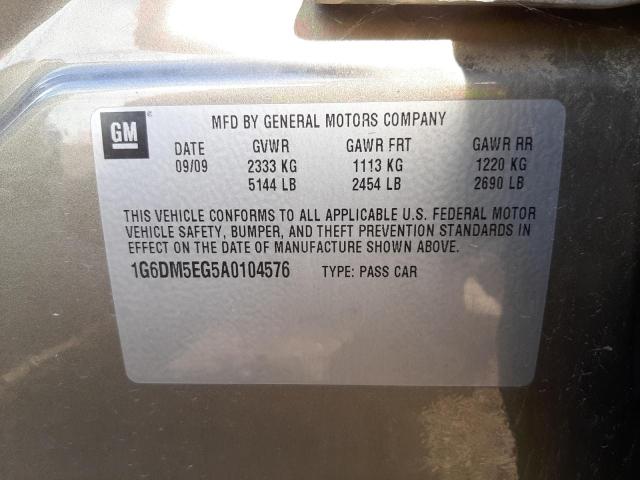 GM ® MFD BY GENERAL MOTORS COMPANY
DATE GVWR GAWR FRT GAWR RR
09/09 2333 KG 1113 KG 1220 KG
5144 LB 2454 LB 2690 LB
THIS VEHICLE CONFORMS TO ALL APPLICABLE U.S. FEDERAL MOTOR
VEHICLE SAFETY, BUMPER, AND THEFT PREVENTION STANDARDS IN
EFFECT ON THE DATE OF MANUFACTURE SHOWN ABOVE.
1G6DM5EG5A0104576 TYPE: PASS CAR